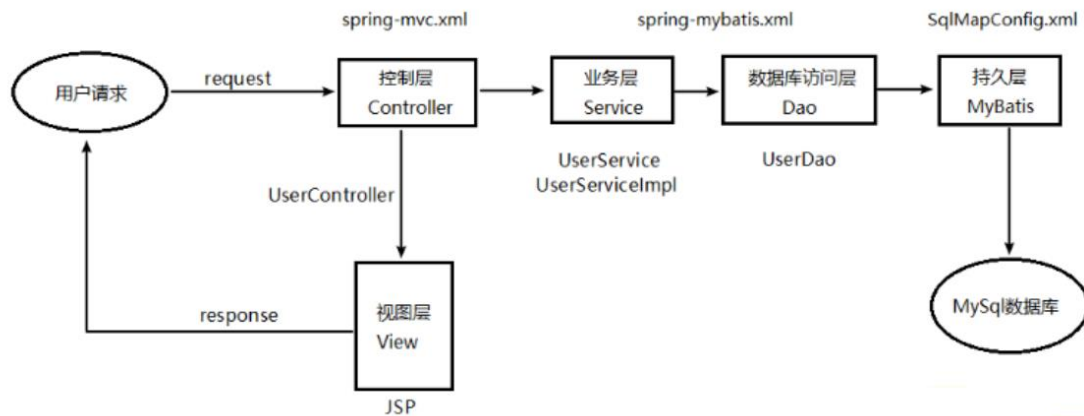 spring-mvc.xml
spring-mybatis.xml
SqlMapConfig.xml
用户请求
request
控制层
Controller
业务层
Service
数据库访问层
Dao
持久层
MyBatis
UserService
UserServiceImpl
UserDao
UserController
response
视图层
View
MySql数据库
JSP